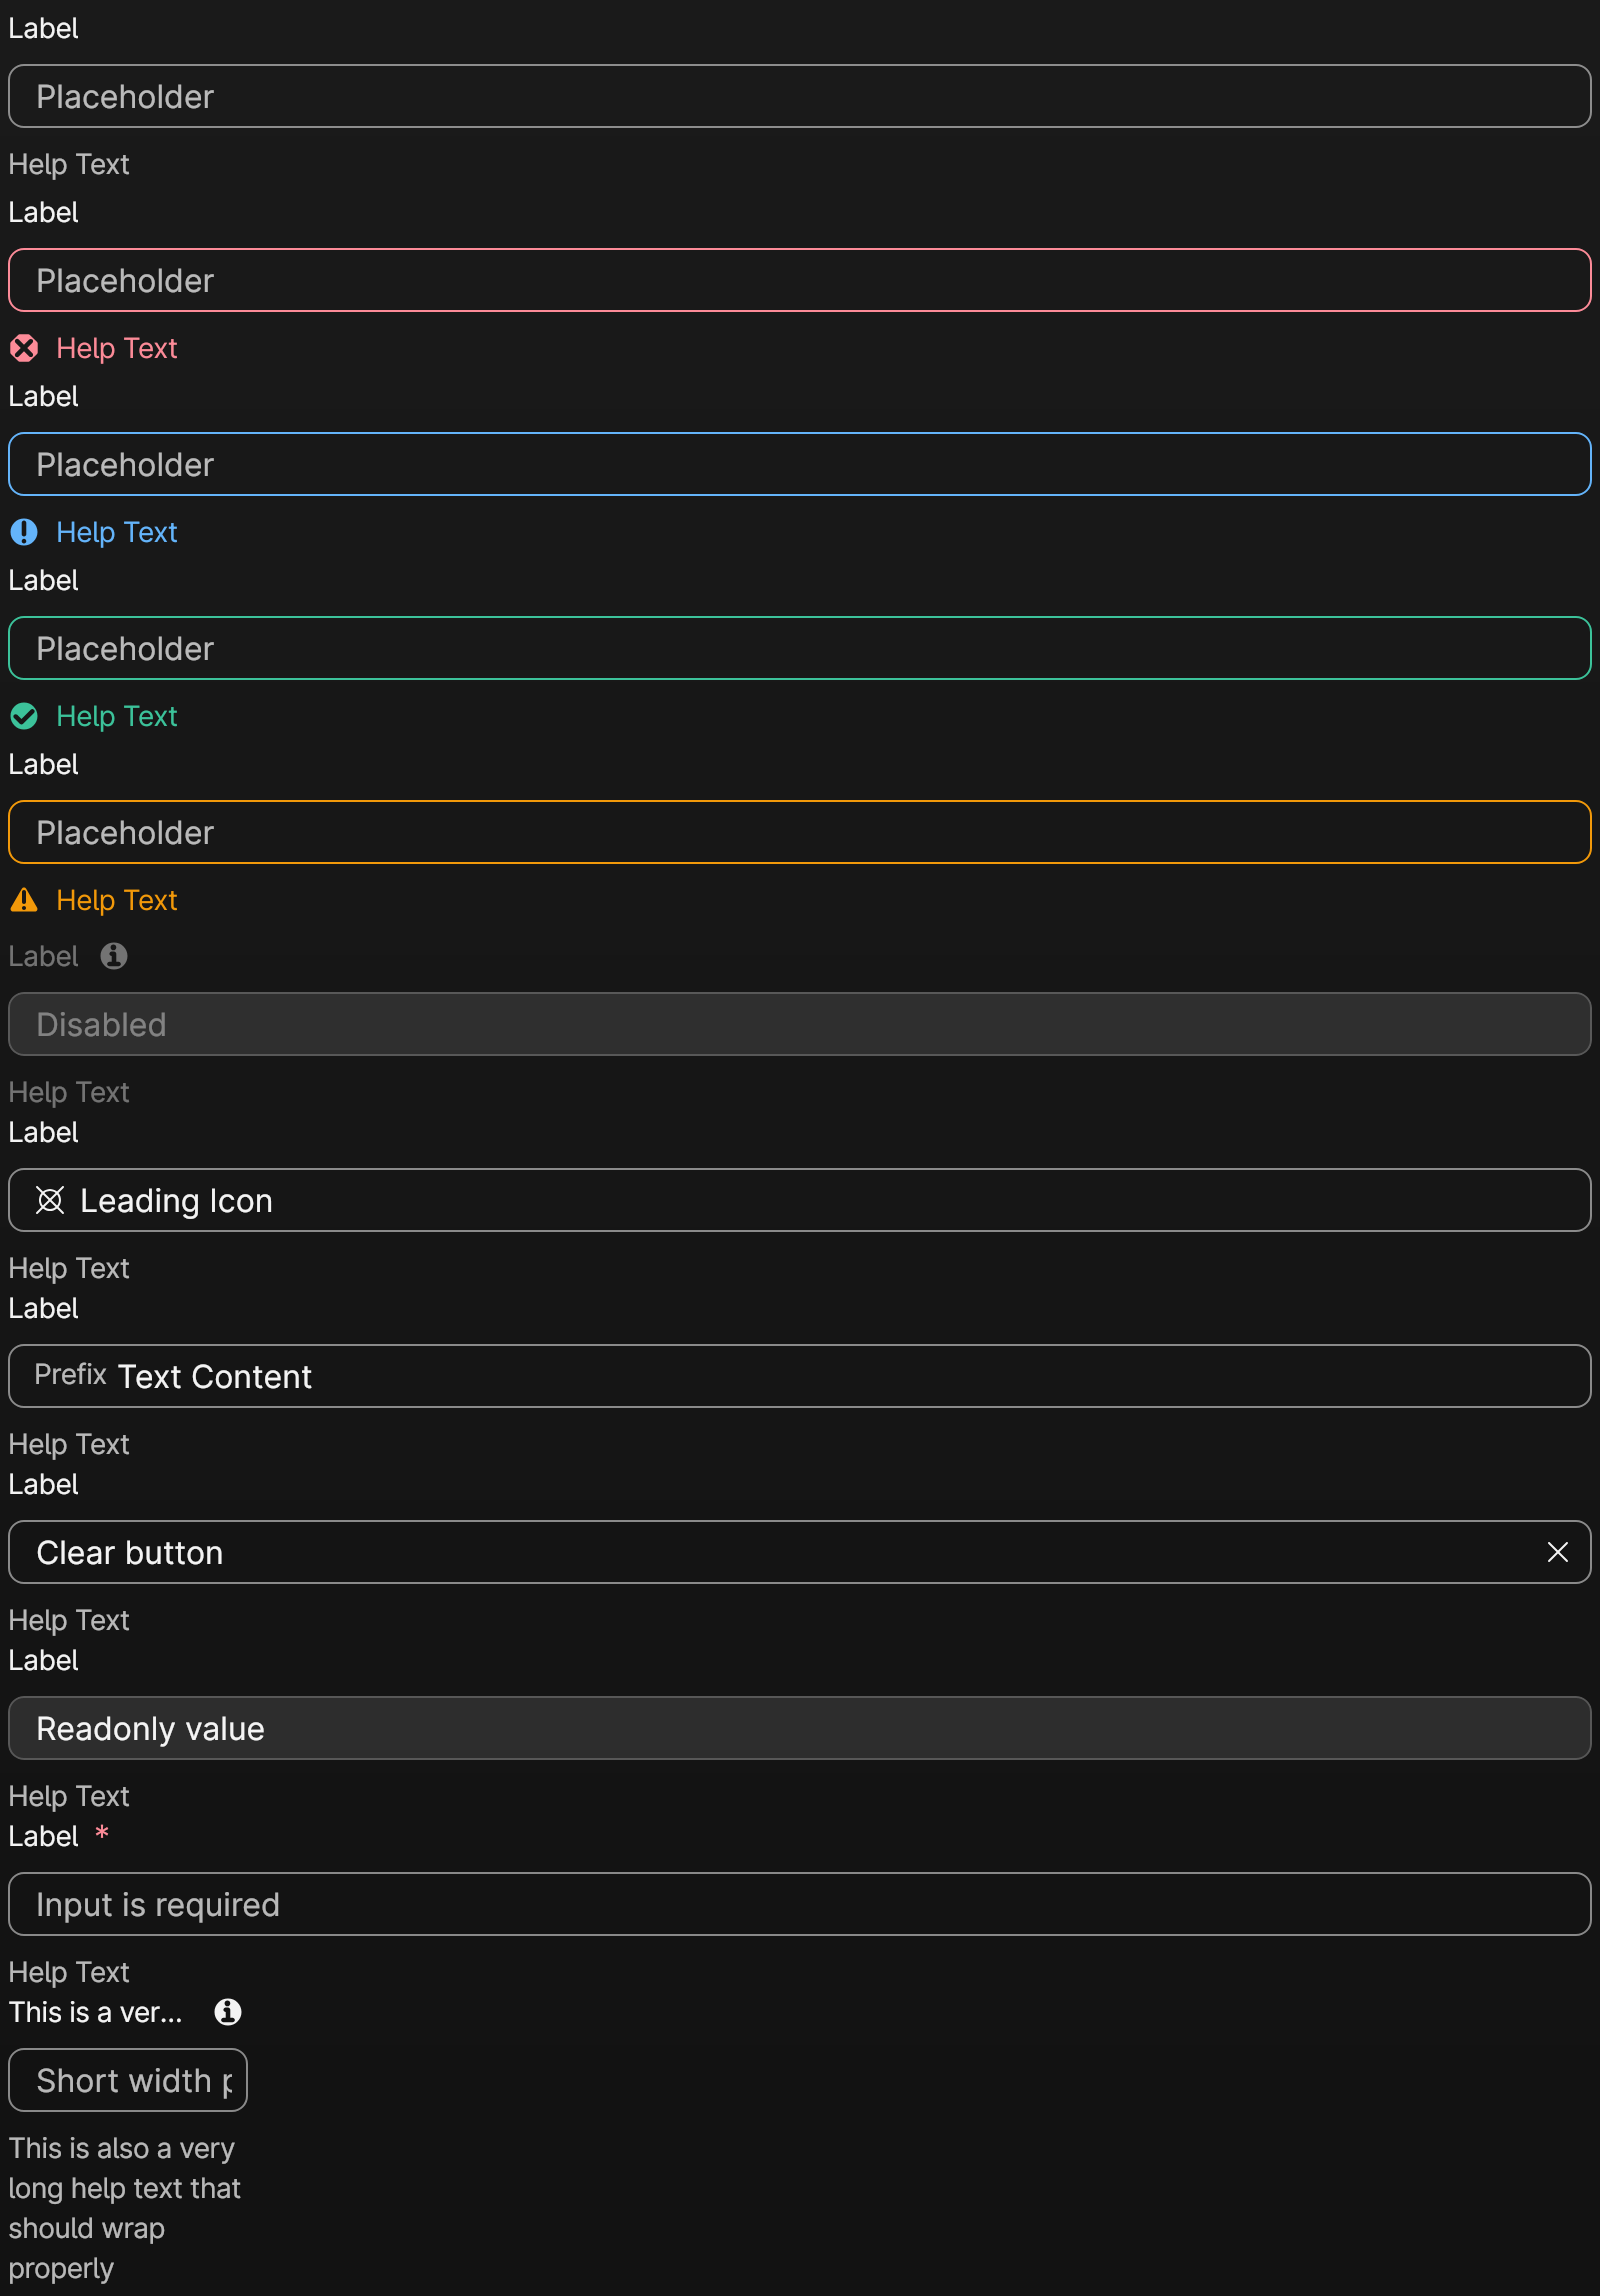 Label
Placeholder
Help Text
Label
Placeholder
Help Text
Label
Placeholder
Help Text
Label
Placeholder
Help Text
Label
Placeholder
Help Text
Label
Disabled
Help Text
Label
Leading Icon
Help Text
Label
Prefix Text Content
Help Text
Label
Clear button
Help Text
Label
Readonly value
Help Text
Label *
Input is required
Help Text
This is a ver...
Short width p
This is also a very
long help text that
should wrap
properly